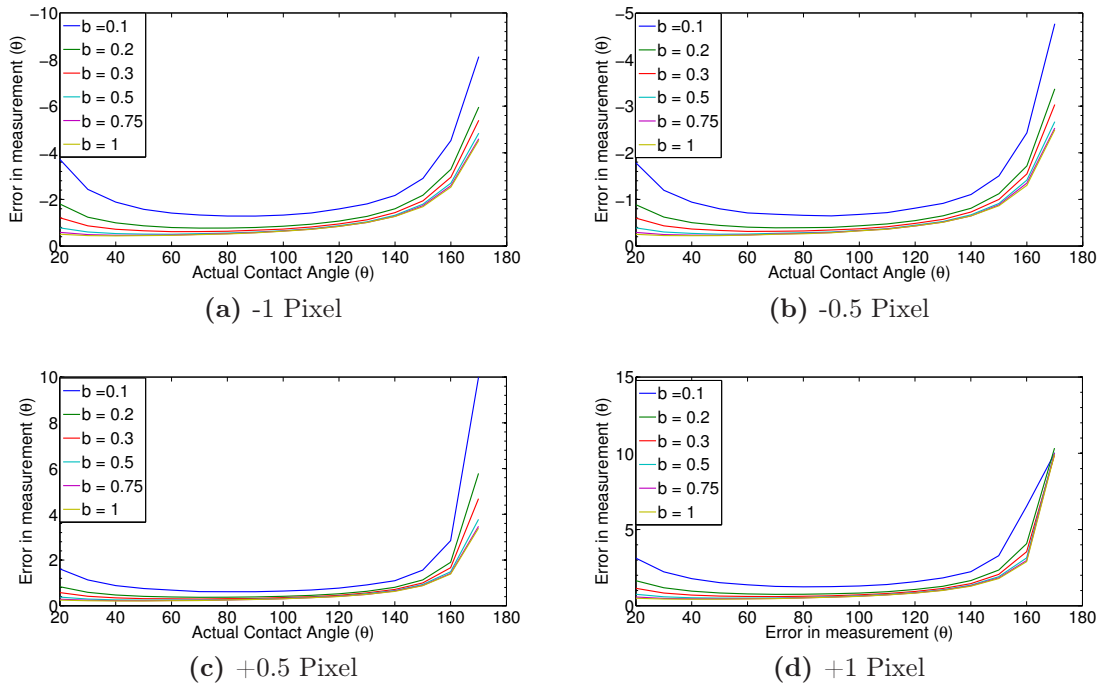 −10
−8
−6
−4
−2
0
Error in measurement (θ)
b =0.1
b = 0.2
b = 0.3
b = 0.5
b = 0.75
b = 1
20 40 60 80 100 120 140 160 180
Actual Contact Angle (θ)
(a) -1 Pixel
−5
−3
−2
−1
0
Error in measurement (θ)
b =0.1
b = 0.2
b = 0.3
b = 0.5
b = 0.75
b = 1
20 40 60 80 100 120 140 160 180
Actual Contact Angle (θ)
(b) -0.5 Pixel
10
8
6
4
2
0
Error in measurement (θ)
b =0.1
b = 0.2
b = 0.3
b = 0.5
b = 0.75
b = 1
20 40 60 80 100 120 140 160 180
Actual Contact Angle (θ)
(c) +0.5 Pixel
15
10
5
0
Error in measurement (θ)
b =0.1
b = 0.2
b = 0.3
b = 0.5
b = 0.75
b = 1
20 40 60 80 100 120 140 160 180
Error in measurement (θ)
(d) +1 Pixel